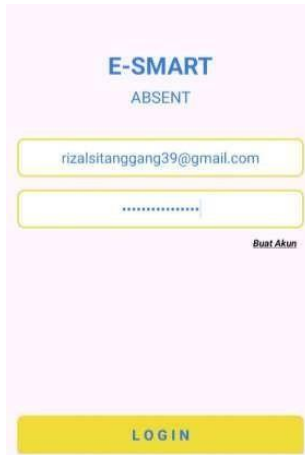 E-SMART
ABSENT
rizalsitanggang39@gmail.com
••••••••••••••••
Buat Akun
LOGIN